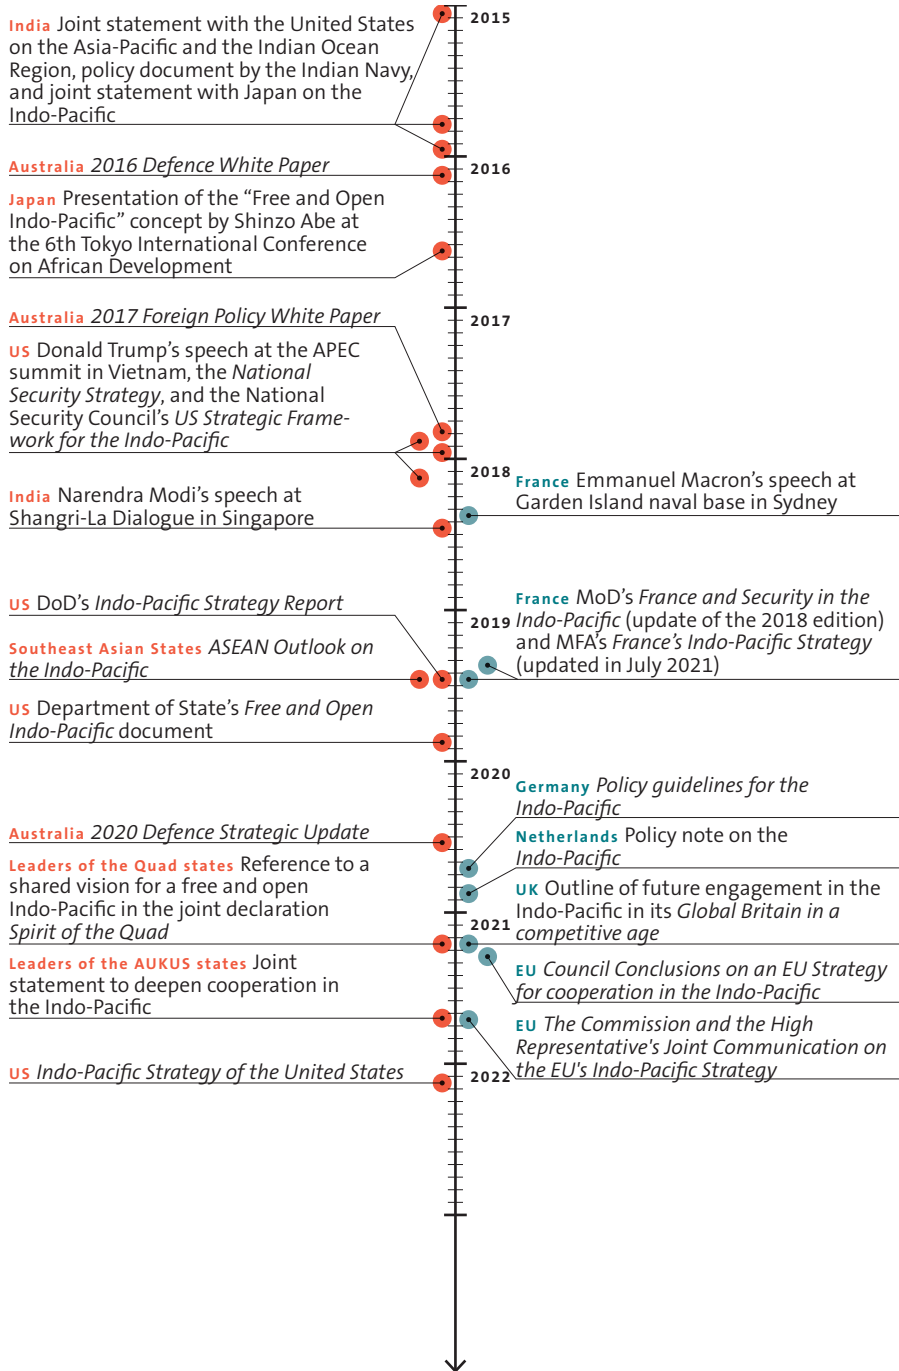 2015
India Joint statement with the United States
on the Asia-Pacific and the Indian Ocean
Region, policy document by the Indian Navy,
and joint statement with Japan on the
Indo-Pacific
Australia 2016 Defence White Paper
2016
Japan Presentation of the “Free and Open
Indo-Pacific” concept by Shinzo Abe at
the 6th Tokyo International Conference
on African Development
Australia 2017 Foreign Policy White Paper
2017
US Donald Trump’s speech at the APEC
summit in Vietnam, the National
Security Strategy, and the National
Security Council’s US Strategic Frame-
work for the Indo-Pacific
2018
France Emmanuel Macron’s speech at
Garden Island naval base in Sydney
India Narendra Modi’s speech at
Shangri-La Dialogue in Singapore
US DoD’s Indo-Pacific Strategy Report
2019
France MoD’s France and Security in the
Indo-Pacific (update of the 2018 edition)
and MFA’s France’s Indo-Pacific Strategy
(updated in July 2021)
Southeast Asian States ASEAN Outlook on
the Indo-Pacific
US Department of State’s Free and Open
Indo-Pacific document
2020
Germany Policy guidelines for the
Indo-Pacific
Australia 2020 Defence Strategic Update
Netherlands Policy note on the
Indo-Pacific
Leaders of the Quad states Reference to a
shared vision for a free and open
Indo-Pacific in the joint declaration
Spirit of the Quad
UK Outline of future engagement in the
Indo-Pacific in its Global Britain in a
competitive age
2021
Leaders of the AUKUS states Joint
statement to deepen cooperation in
the Indo-Pacific
EU Council Conclusions on an EU Strategy
for cooperation in the Indo-Pacific
EU The Commission and the High
Representative's Joint Communication on
the EU's Indo-Pacific Strategy
US Indo-Pacific Strategy of the United States
2022